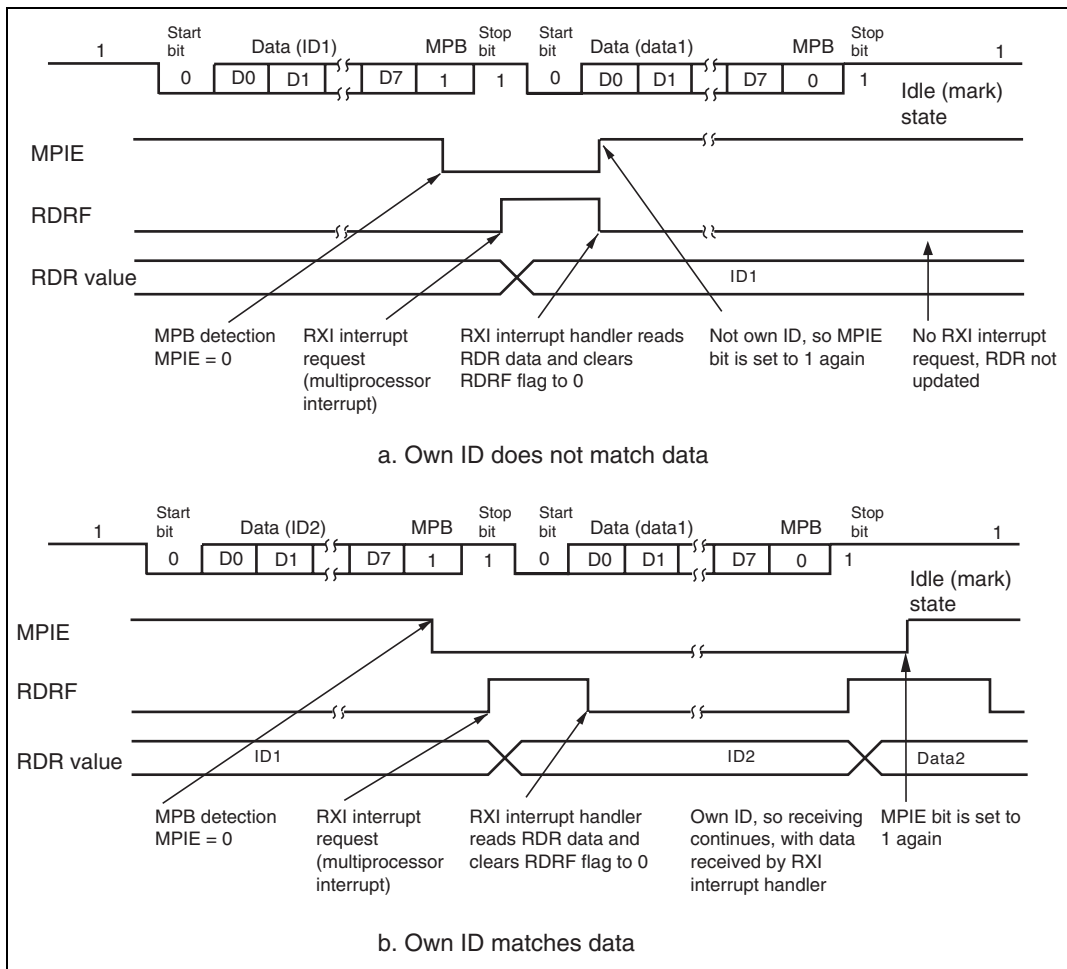 1 Start bit Data (ID1) MPB Stop bit Start bit Data (data1) MPB Stop bit 1
0 D0 D1 D7 1 1 0 D0 D1 D7 0 1
Idle (mark) state
MPIE
RDRF
RDR value
ID1
MPB detection
MPIE = 0
RXI interrupt
request
(multiprocessor
interrupt)
RXI interrupt handler reads
RDR data and clears
RDRF flag to 0
Not own ID, so MPIE
bit is set to 1 again
No RXI interrupt
request, RDR not
updated
a. Own ID does not match data
1 Start bit Data (ID2) MPB Stop bit Start bit Data (data1) MPB Stop bit 1
0 D0 D1 D7 1 1 0 D0 D1 D7 0 1
Idle (mark) state
MPIE
RDRF
RDR value
ID1 ID2 Data2
MPB detection
MPIE = 0
RXI interrupt
request
(multiprocessor
interrupt)
RXI interrupt handler
reads RDR data and
clears RDRF flag to 0
Own ID, so receiving
continues, with data
received by RXI
interrupt handler
MPIE bit is set to
1 again
b. Own ID matches data